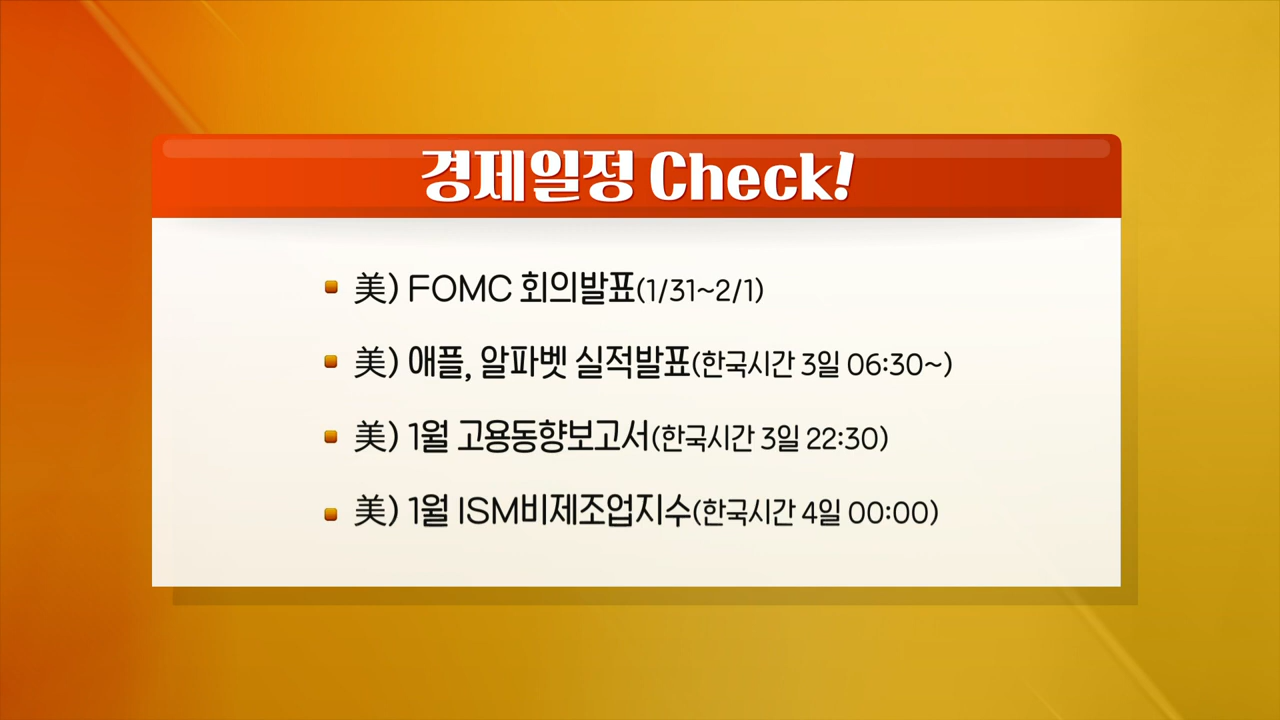 경제일정 Check!
美) FOMC 회의발표(1/31~2/1)
美) 애플, 알파벳 실적발표(한국시간 3일 06:30~)
美) 1월 고용동향보고서(한국시간 3일 22:30)
美) 1월 ISM비제조업지수(한국시간 4일 00:00)